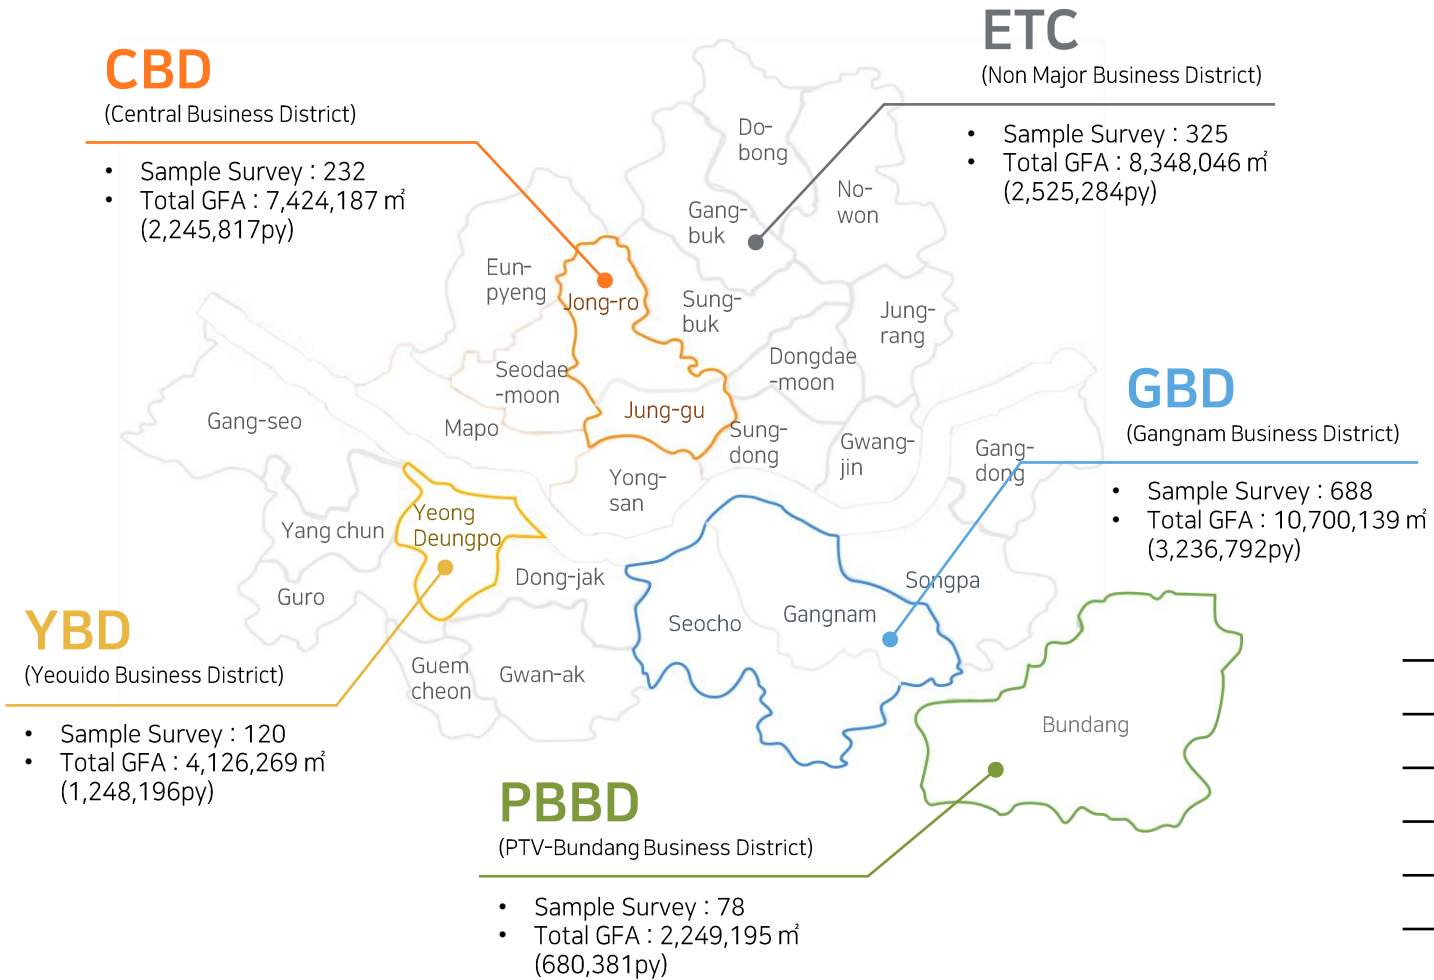 ETC
(Non Major Business District)
• Sample Survey : 325
• Total GFA : 8,348,046 ㎡
(2,525,284py)
CBD
(Central Business District)
• Sample Survey : 232
• Total GFA : 7,424,187 ㎡
(2,245,817py)
Do-
bong
No-
won
Gang-
buk
Eun-
pyeng
Jong-ro
Sung-
buk
Jung-
rang
Dongdae
-moon
Seodae
-moon
Gang-seo
Mapo
Jung-gu
Sung-
dong
Gwang-
jin
Gang-
dong
GBD
(Gangnam Business District)
• Sample Survey : 688
• Total GFA : 10,700,139 ㎡
(3,236,792py)
Yong-
san
Yang chun
Yeong
Deungpo
Dong-jak
Guro
Songpa
Seocho
Gangnam
YBD
(Yeouido Business District)
• Sample Survey : 120
• Total GFA : 4,126,269 ㎡
(1,248,196py)
Guem
cheon
Gwan-ak
Bundang
PBBD
(PTV-Bundang Business District)
• Sample Survey : 78
• Total GFA : 2,249,195 ㎡
(680,381py)